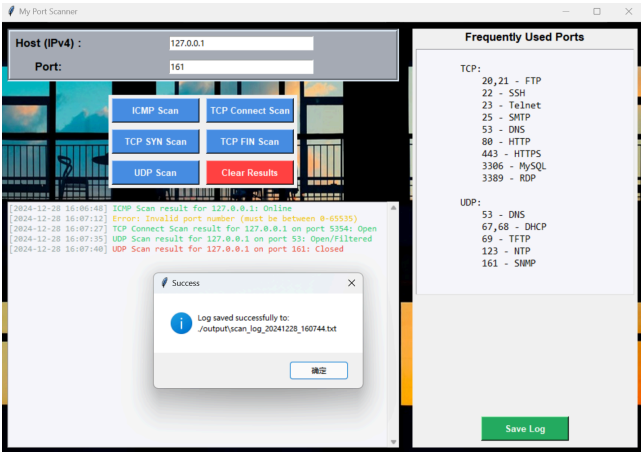 My Port Scanner
Host (IPv4) :
127.0.0.1
Port:
161
ICMP Scan
TCP Connect Scan
TCP SYN Scan
TCP FIN Scan
UDP Scan
Clear Results
[2024-12-28 16:06:48] ICMP Scan result for 127.0.0.1: Online
[2024-12-28 16:07:12] Error: Invalid port number (must be between 0-65535)
[2024-12-28 16:07:27] TCP Connect Scan result for 127.0.0.1 on port 5354: Open
[2024-12-28 16:07:35] UDP Scan result for 127.0.0.1 on port 53: Open/Filtered
[2024-12-28 16:07:40] UDP Scan result for 127.0.0.1 on port 161: Closed
Success
Log saved successfully to:
./output\scan_log_20241228_160744.txt
确定
Frequently Used Ports
TCP:
20,21 - FTP
22 - SSH
23 - Telnet
25 - SMTP
53 - DNS
80 - HTTP
443 - HTTPS
3306 - MySQL
3389 - RDP
UDP:
53 - DNS
67,68 - DHCP
69 - TFTP
123 - NTP
161 - SNMP
Save Log